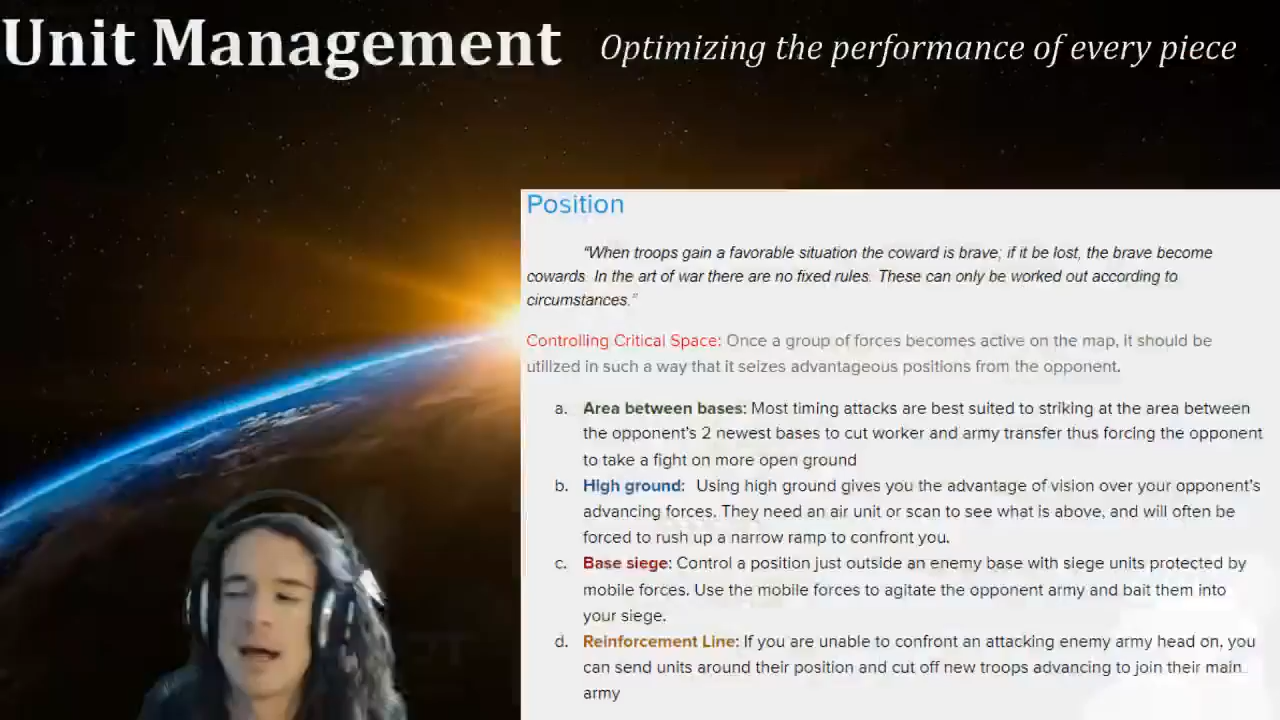 Unit Management
Optimizing the performance of every piece
Position
"When troops gain a favorable situation the coward is brave; if it be lost, the brave become
cowards. In the art of war there are no fixed rules. These can only be worked out according to
circumstances."
Controlling Critical Space: Once a group of forces becomes active on the map, it should be
utilized in such a way that it seizes advantageous positions from the opponent.
a. Area between bases: Most timing attacks are best suited to striking at the area between
the opponent's 2 newest bases to cut worker and army transfer thus forcing the opponent
to take a fight on more open ground
b. High ground: Using high ground gives you the advantage of vision over your opponent's
advancing forces. They need an air unit or scan to see what is above, and will often be
forced to rush up a narrow ramp to confront you.
c. Base siege: Control a position just outside an enemy base with siege units protected by
mobile forces. Use the mobile forces to agitate the opponent army and bait them into
your siege.
d. Reinforcement Line: If you are unable to confront an attacking enemy army head on, you
can send units around their position and cut off new troops advancing to join their main
army